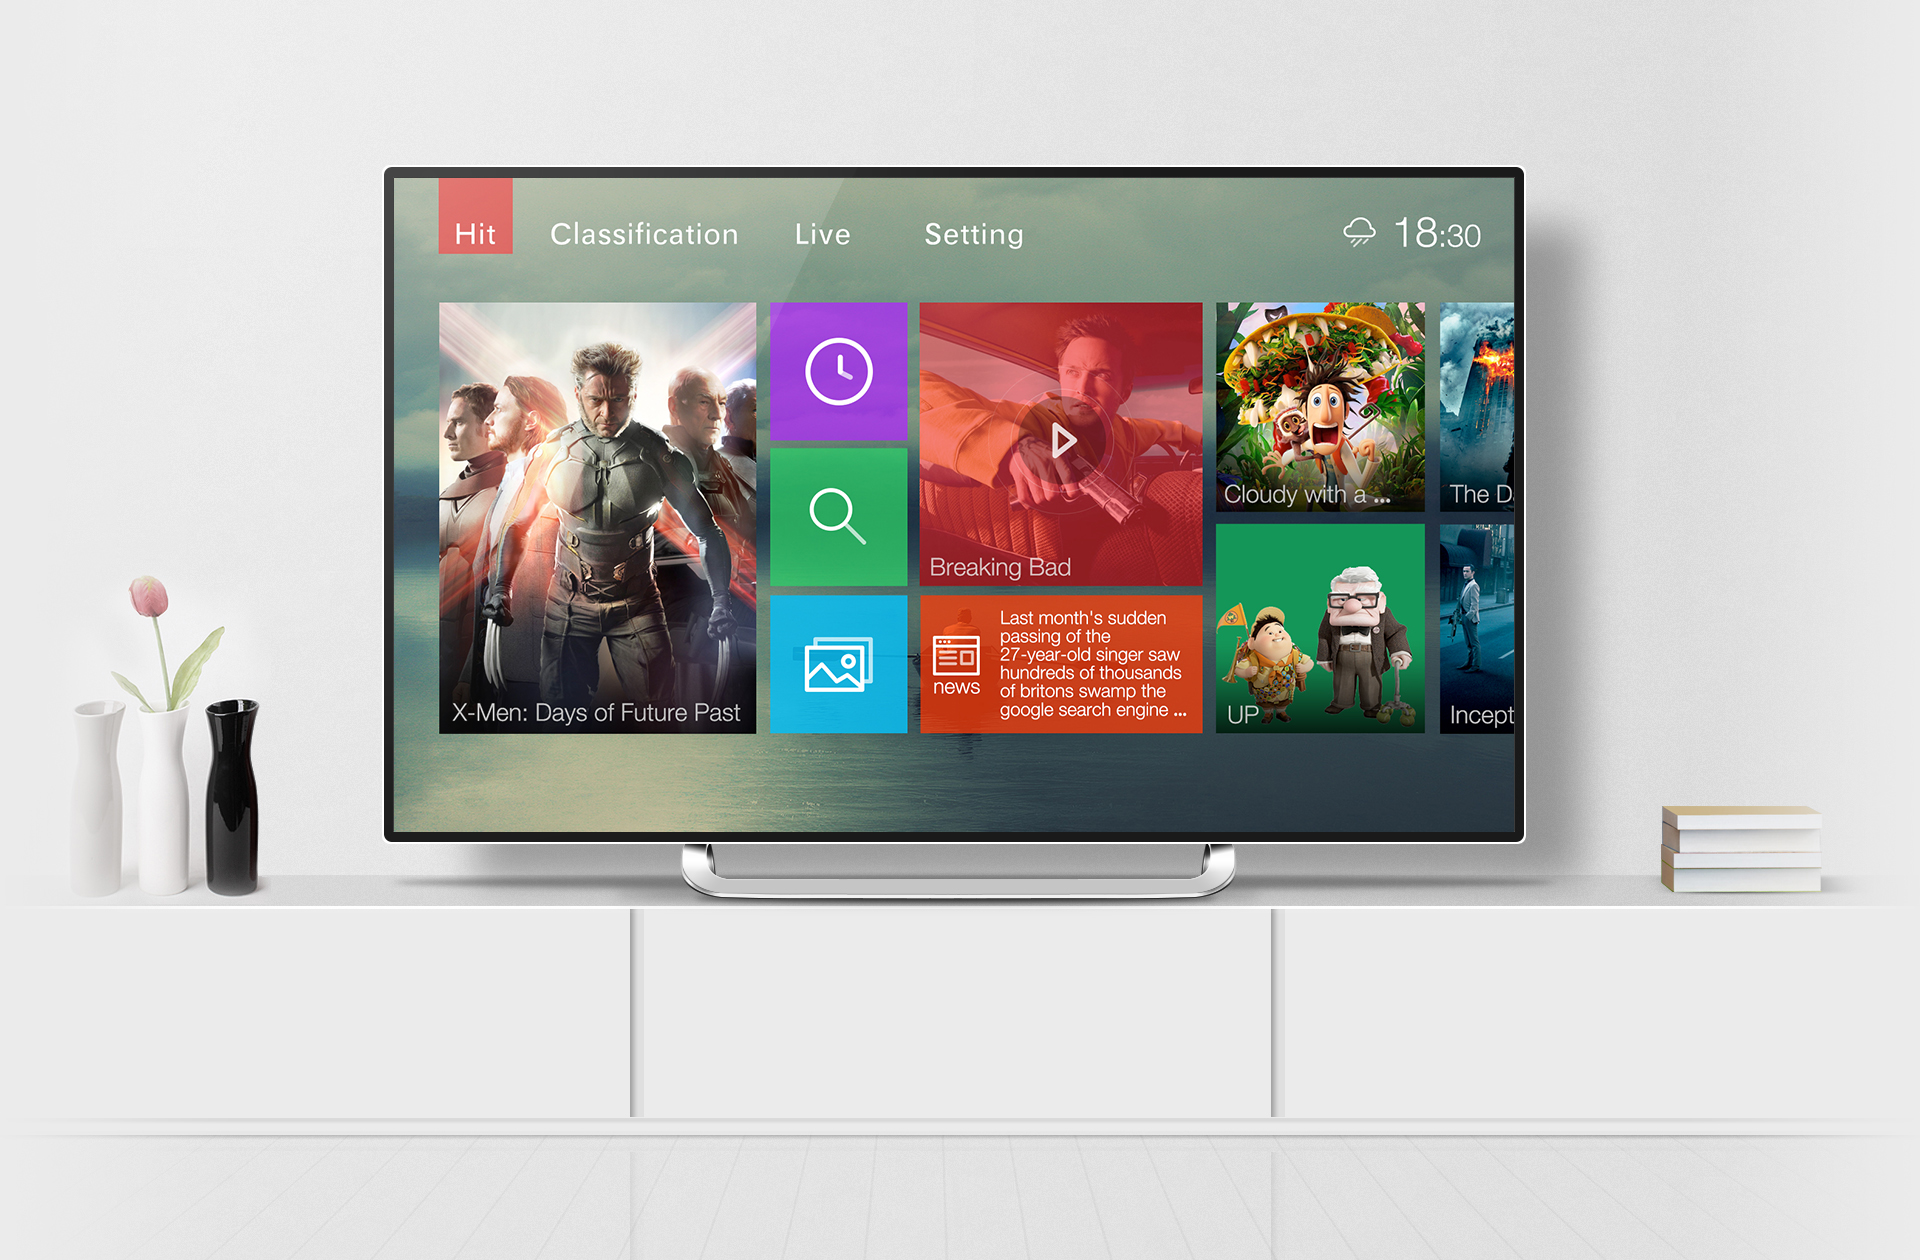 Hit
Classification
Live
Setting
18:30
X-Men: Days of Future Past
Breaking Bad
news
Last month's sudden
passing of the
27-year-old singer saw
hundreds of thousands
of britons swamp the
google search engine ...
Cloudy with a ...
UP
The D
Incept